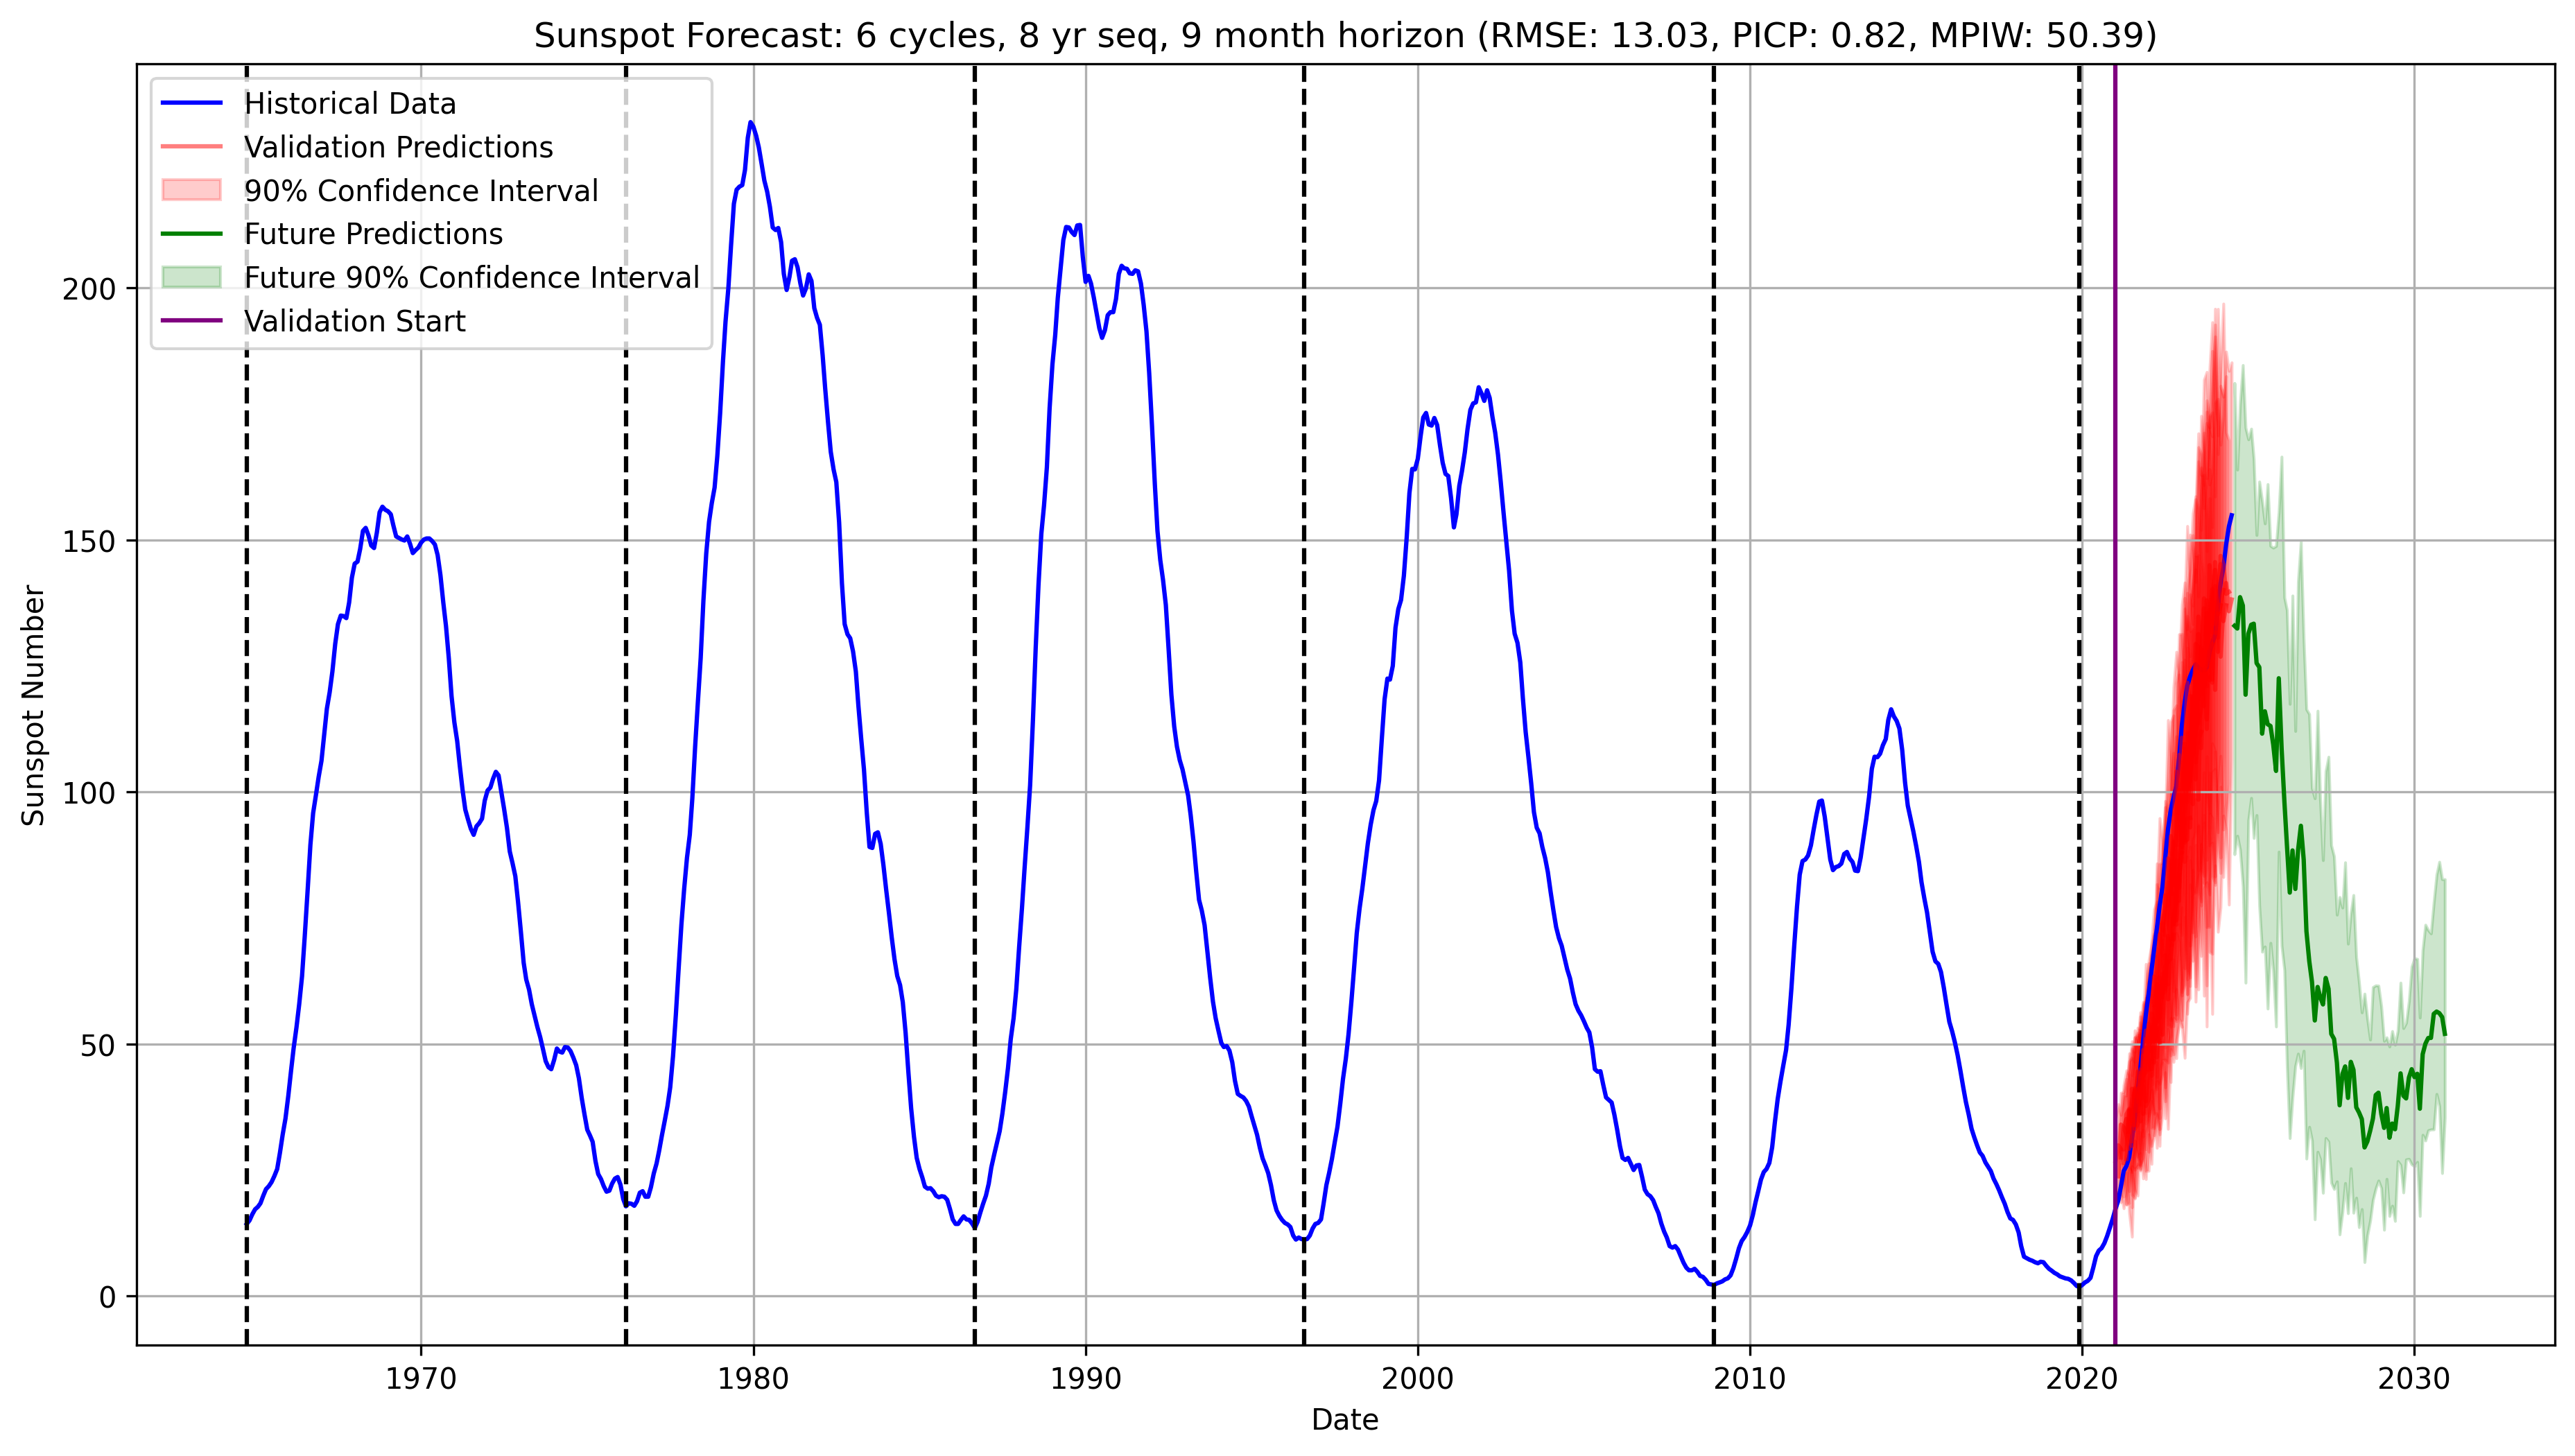 Sunspot Forecast: 6 cycles, 8 yr seq, 9 month horizon (RMSE: 13.03, PICP: 0.82, MPIW: 50.39)
Historical Data
Validation Predictions
90% Confidence Interval
Future Predictions
Future 90% Confidence Interval
Validation Start
Sunspot Number
200
150
100
50
0
1970 1980 1990 2000 2010 2020 2030
Date